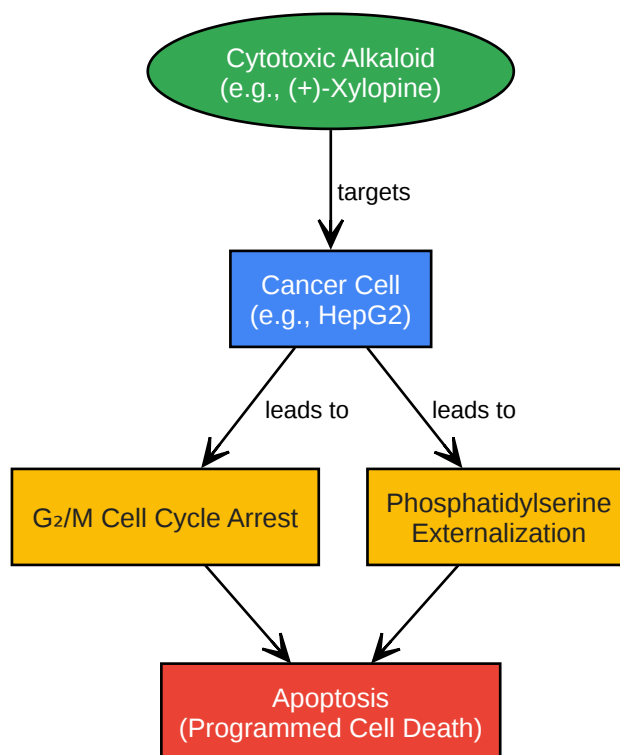 Cytotoxic Alkaloid
(e.g., (+)-Xylopine)
targets
Cancer Cell
(e.g., HepG2)
leads to
leads to
G₂/M Cell Cycle Arrest
Phosphatidylserine
Externalization
Apoptosis
(Programmed Cell Death)